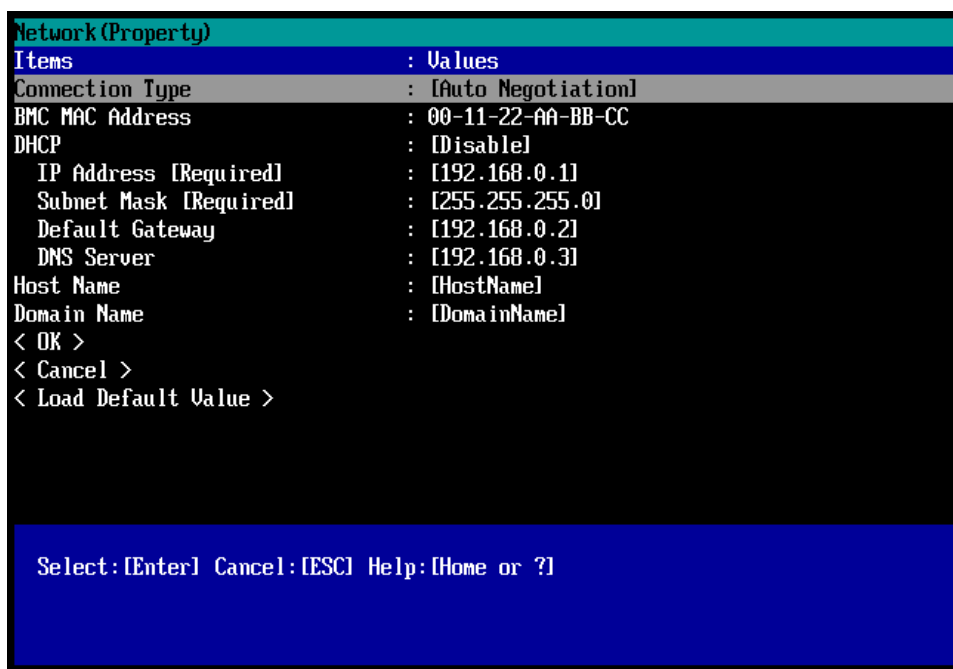 Network(Property)
Items : Values
Connection Type : [Auto Negotiation]
BMC MAC Address : 00-11-22-AA-BB-CC
DHCP : [Disable]
IP Address [Required] : [192.168.0.1]
Subnet Mask [Required] : [255.255.255.0]
Default Gateway : [192.168.0.2]
DNS Server : [192.168.0.3]
Host Name : [HostName]
Domain Name : [DomainName]
< OK >
< Cancel >
< Load Default Value >
Select:[Enter] Cancel:[ESC] Help:[Home or ?]